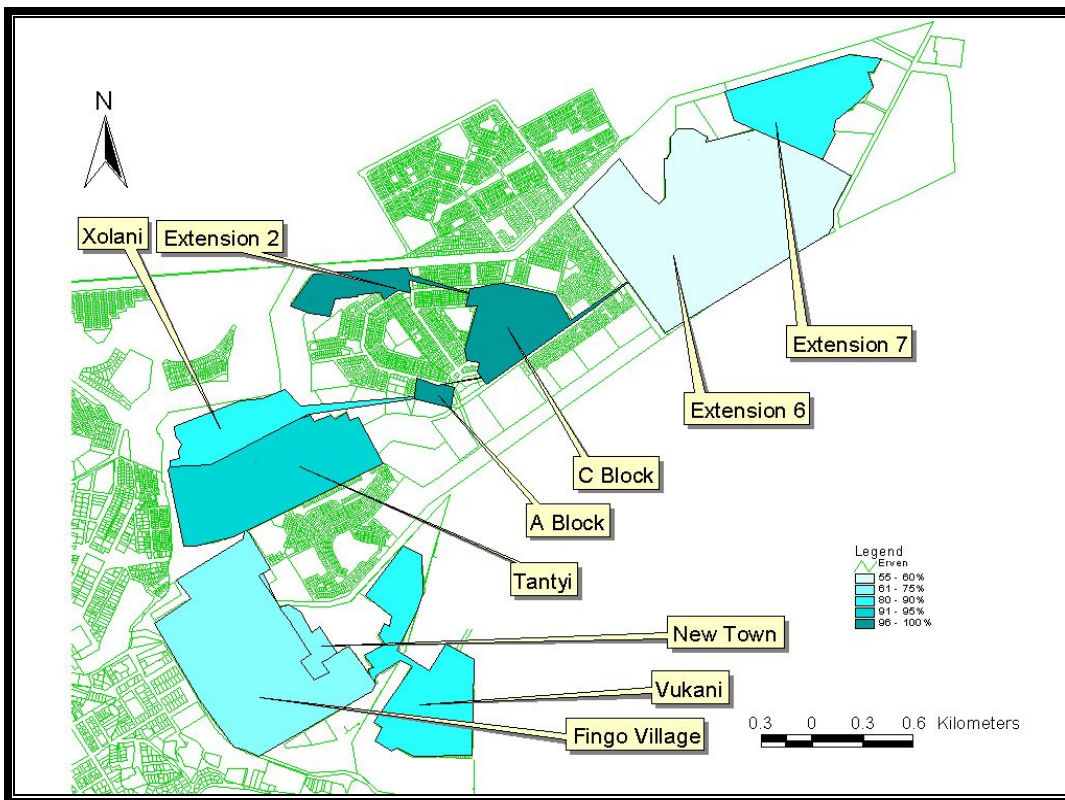 N
Xolani
Extension 2
Extension 7
Extension 6
C Block
A Block
Tantyi
New Town
Vukani
Fingo Village
Legend
Erven
55 - 60%
61 - 75%
80 - 90%
91 - 95%
96 - 100%
0.3 0 0.3 0.6 Kilometers